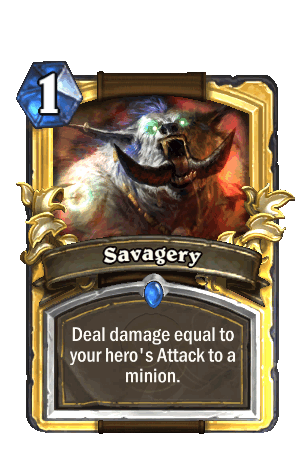 1
Savagery
Deal damage equal to
your hero's Attack to a
minion.